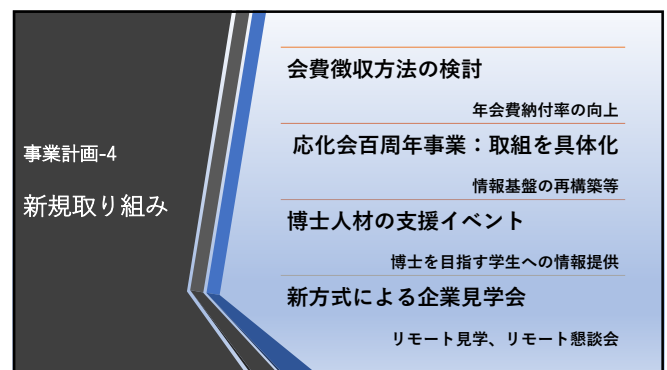 事業計画-4
新規取り組み
会費徴収方法の検討
年会費納付率の向上
応化会百周年事業：取組を具体化
情報基盤の再構築等
博士人材の支援イベント
博士を目指す学生への情報提供
新方式による企業見学会
リモート見学、リモート懇談会